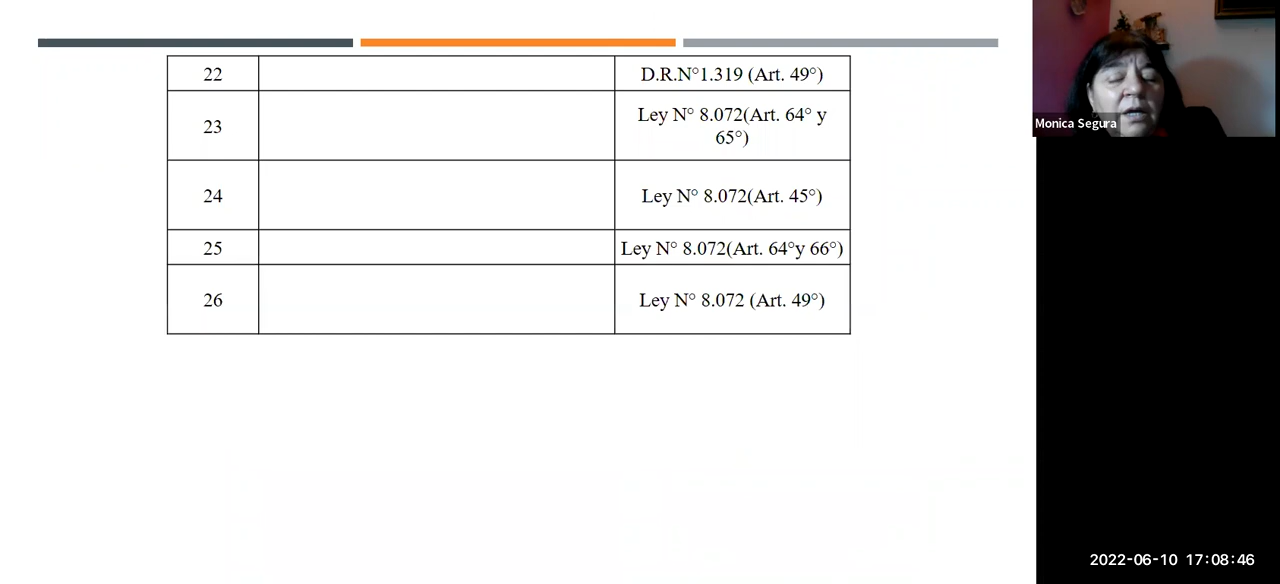 22
D.R.N°1.319 (Art. 49°)
23
Ley N° 8.072(Art. 64° y
65°)
24
Ley N° 8.072(Art. 45°)
25
Ley N° 8.072(Art. 64°y 66°)
26
Ley N° 8.072 (Art. 49°)
Monica Segura
2022-06-10 17:08:46